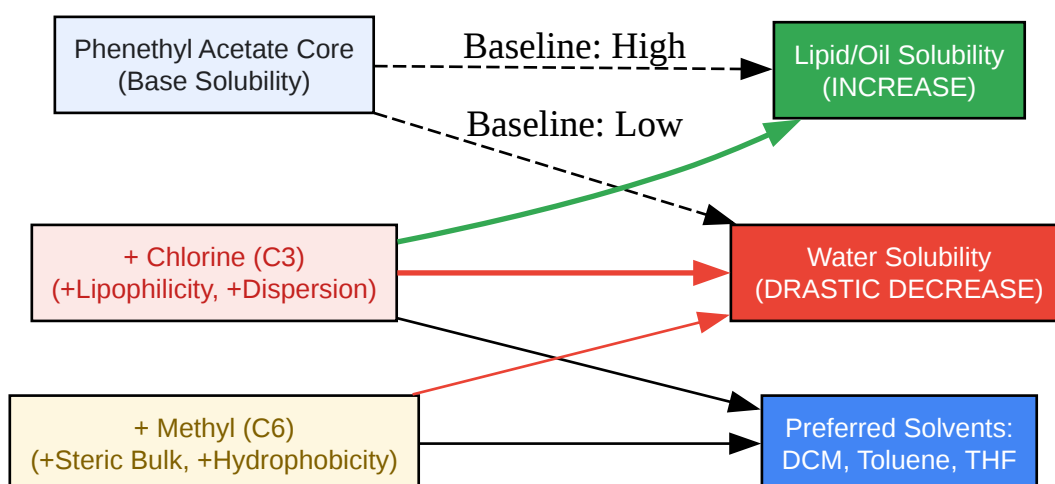 Phenethyl Acetate Core
(Base Solubility)
Baseline: High
Lipid/Oil Solubility
(INCREASE)
Baseline: Low
+ Chlorine (C3)
(+Lipophilicity, +Dispersion)
Water Solubility
(DRASTIC DECREASE)
+ Methyl (C6)
(+Steric Bulk, +Hydrophobicity)
Preferred Solvents:
DCM, Toluene, THF